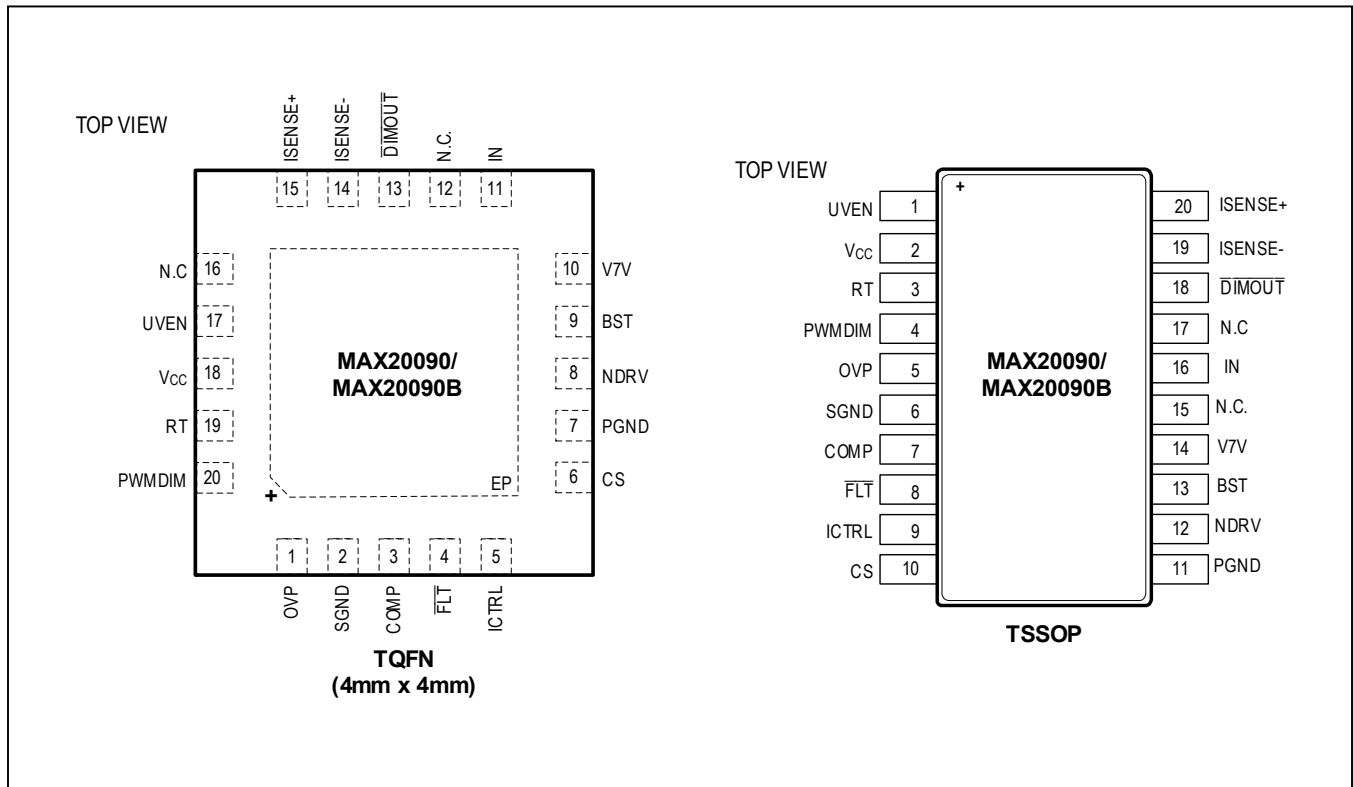 TOP VIEW
ISENSE+
ISENSE-
DIMOUT
N.C.
IN
15
14
13
12
11
N.C 16
UVEN 17
VCC 18
RT 19
PWMDIM 20
10 V7V
9 BST
8 NDRV
7 PGND
6 CS
MAX20090/
MAX20090B
+
EP
1
2
3
4
5
OVP
SGND
COMP
FLT
ICTRL
TQFN
(4mm x 4mm)
TOP VIEW
+
UVEN 1
VCC 2
RT 3
PWMDIM 4
OVP 5
SGND 6
COMP 7
FLT 8
ICTRL 9
CS 10
MAX20090/
MAX20090B
20 ISENSE+
19 ISENSE-
18 DIMOUT
17 N.C
16 IN
15 N.C.
14 V7V
13 BST
12 NDRV
11 PGND
TSSOP